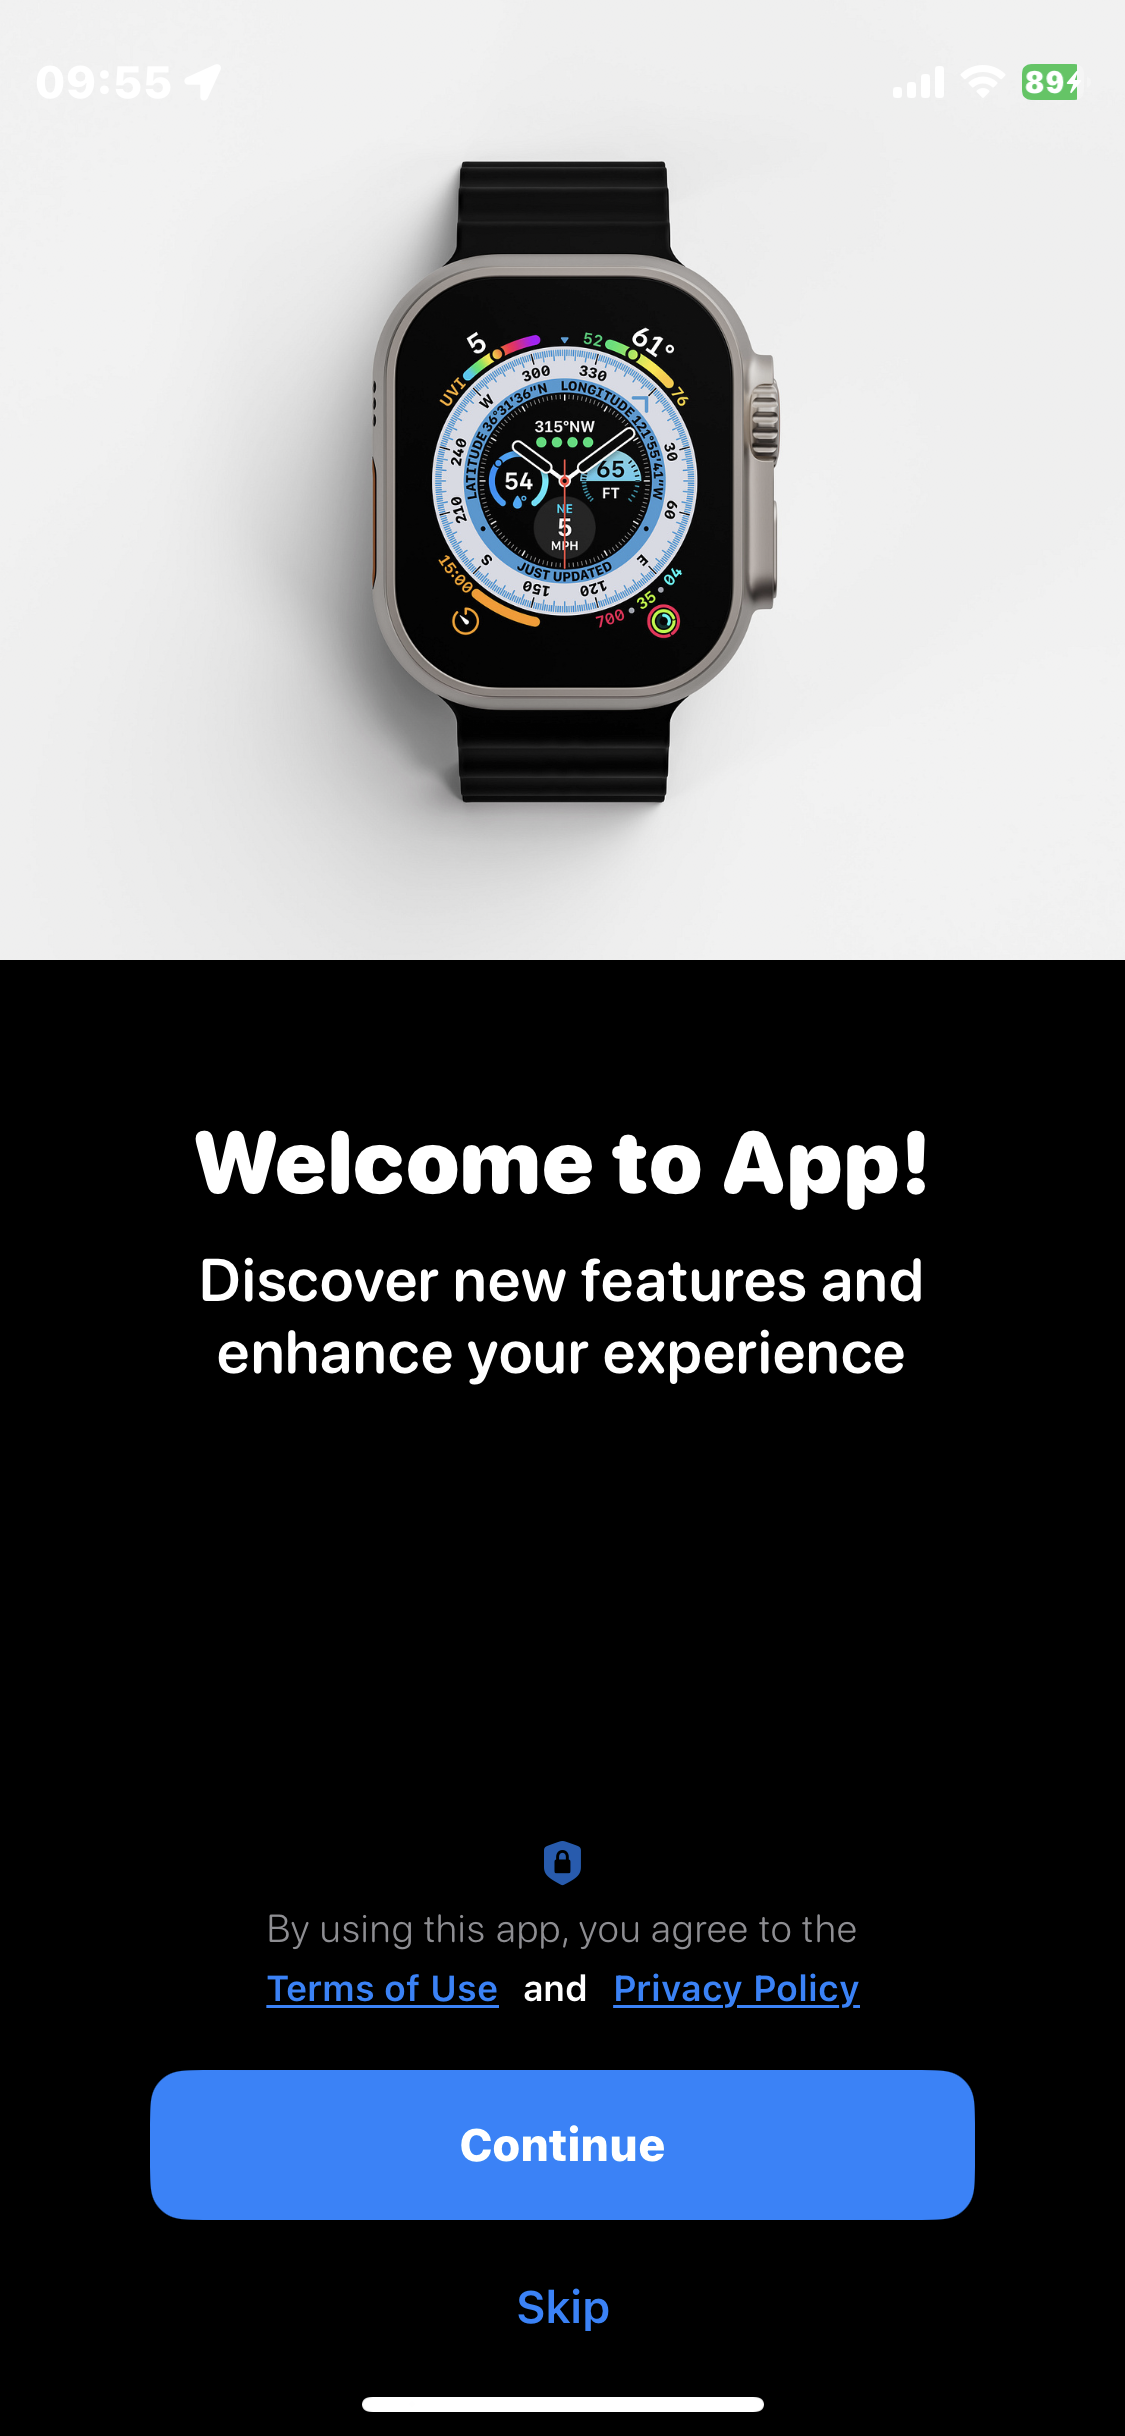 09:55
89
5
52
61°
UVI
76
300
330
W
LATITUDE 36°31'36"N LONGITUDE 121°55'41"W
315°NW
240
30
54
65
FT
210
60
NE
5
MPH
S
E
JUST UPDATED
150
120
15:00
700 • 35 • 04
Welcome to App!
Discover new features and
enhance your experience
By using this app, you agree to the
Terms of Use and Privacy Policy
Continue
Skip